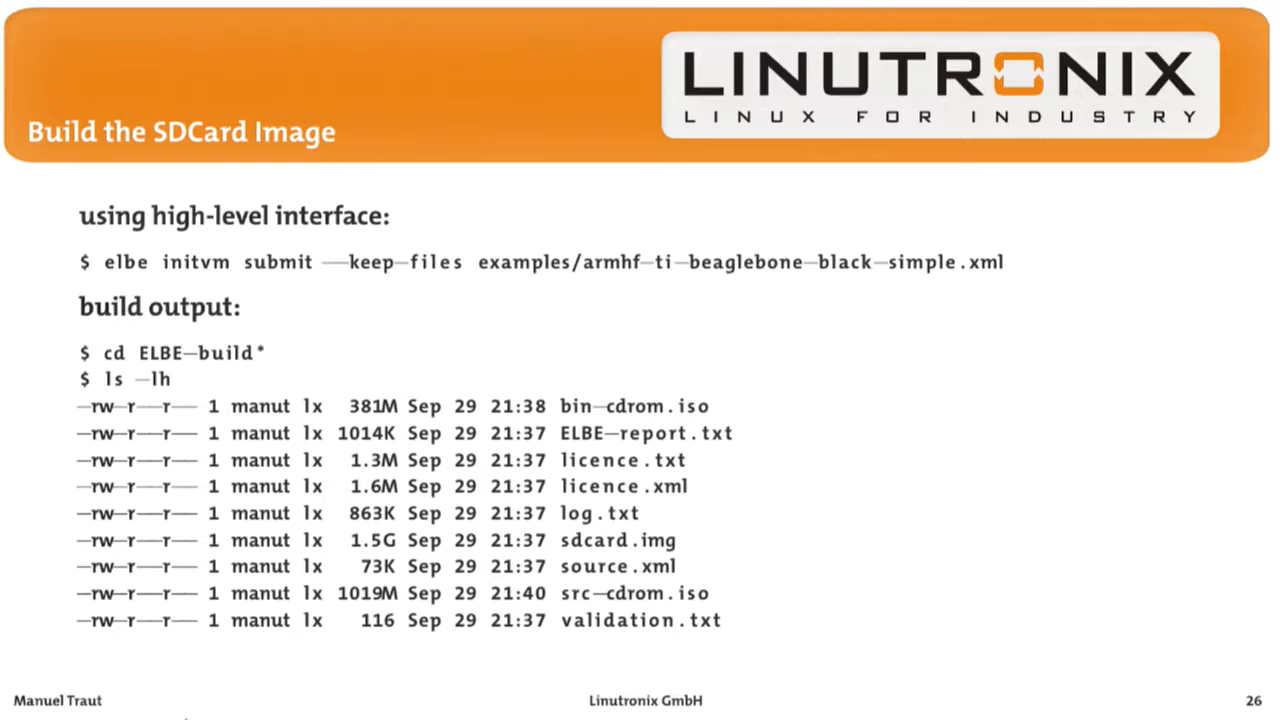 LINUTRONIX
LINUX FOR INDUSTRY
Build the SDCard Image
using high-level interface:
$ elbe initvm submit --keep-files examples/armhf-ti-beaglebone-black-simple.xml
build output:
$ cd ELBE-build*
$ ls -lh
-rw-r--r-- 1 manut lx 381M Sep 29 21:38 bin-cdrom.iso
-rw-r--r-- 1 manut lx 1014K Sep 29 21:37 ELBE-report.txt
-rw-r--r-- 1 manut lx 1.3M Sep 29 21:37 licence.txt
-rw-r--r-- 1 manut lx 1.6M Sep 29 21:37 licence.xml
-rw-r--r-- 1 manut lx 863K Sep 29 21:37 log.txt
-rw-r--r-- 1 manut lx 1.5G Sep 29 21:37 sdcard.img
-rw-r--r-- 1 manut lx 73K Sep 29 21:37 source.xml
-rw-r--r-- 1 manut lx 1019M Sep 29 21:40 src-cdrom.iso
-rw-r--r-- 1 manut lx 116 Sep 29 21:37 validation.txt
Manuel Traut
Linutronix GmbH
26